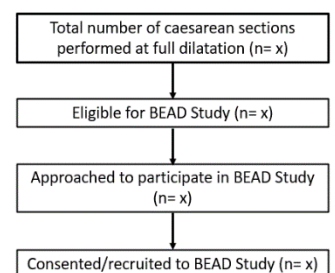 Total number of caesarean sections
performed at full dilatation (n= x)
Eligible for BEAD Study (n= x)
Approached to participate in BEAD Study
(n= x)
Consented/recruited to BEAD Study (n= x)